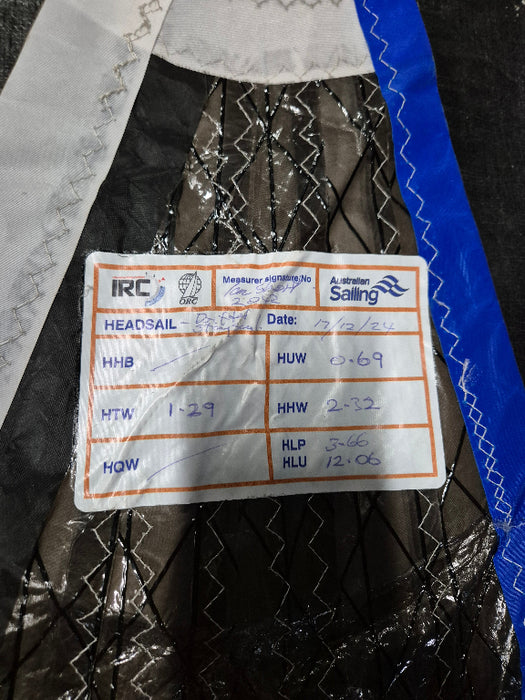 IRC
ORC
Measurer signature/No
Australian
Sailing
HEADSAIL - Date: 17/12/24
HHB — HUW 0.69
HTW 1.29 HHW 2.32
HQW — HLP 3.66
HLU 12.06